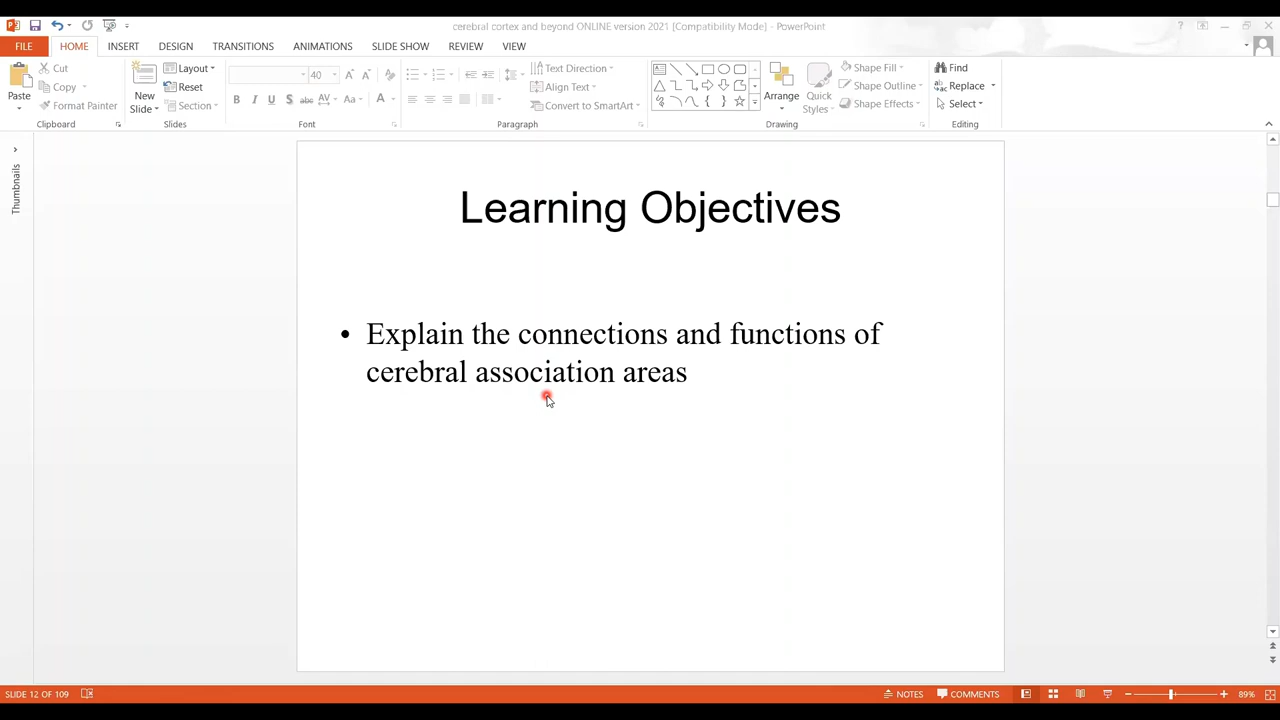 cerebral cortex and beyond ONLINE version 2021 [Compatibility Mode] - PowerPoint
FILE HOME INSERT DESIGN TRANSITIONS ANIMATIONS SLIDE SHOW REVIEW VIEW
Paste
Cut
Copy
Format Painter
Clipboard
New
Slide
Layout
Reset
Section
Slides
40
B I U S abc AV Aa A
Font
Text Direction
Align Text
Convert to SmartArt
Paragraph
Arrange
Quick
Styles
Shape Fill
Shape Outline
Shape Effects
Drawing
Find
Replace
Select
Editing
Thumbnails
Learning Objectives
• Explain the connections and functions of
cerebral association areas
SLIDE 12 OF 109
NOTES COMMENTS 89%